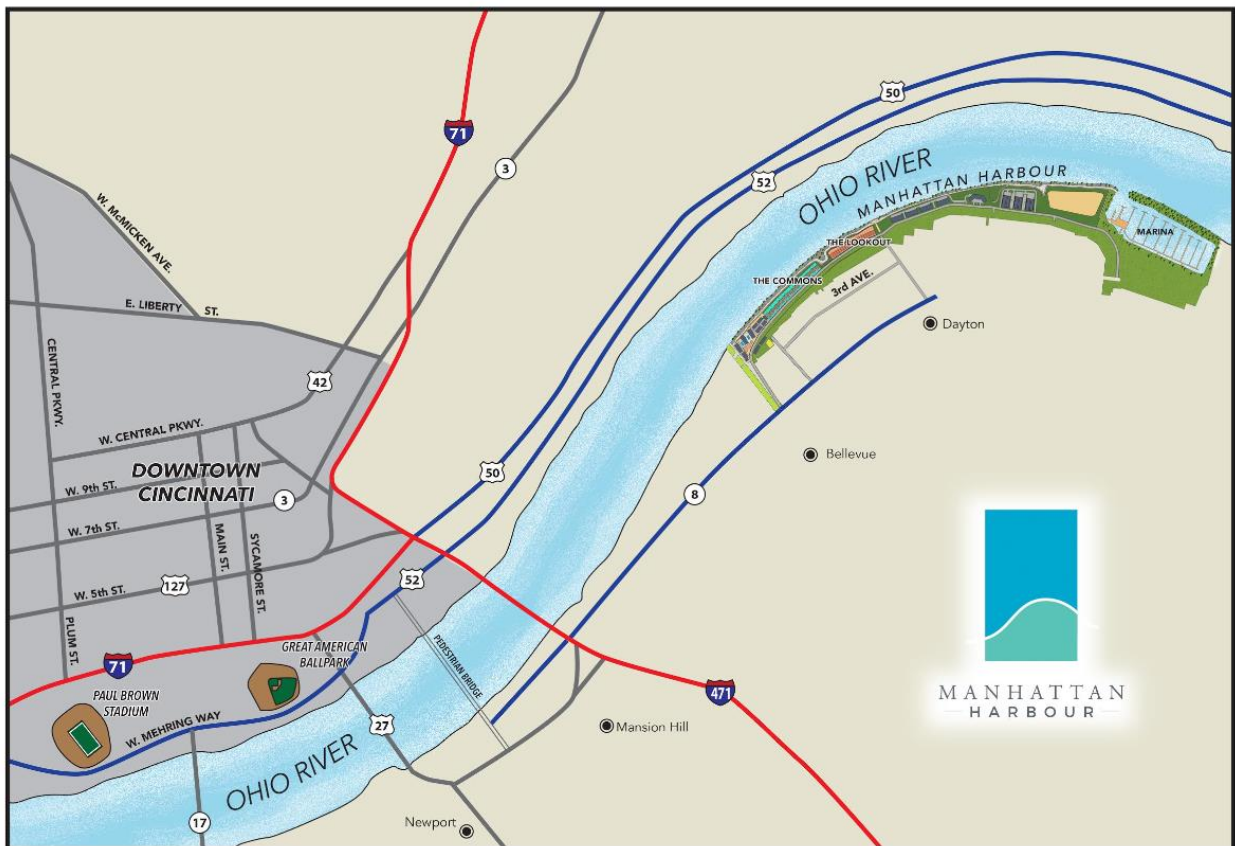 50
71
3
OHIO RIVER
52
MANHATTAN HARBOUR
W. McMICKEN AVE.
MARINA
THE LOOKOUT
THE COMMONS
3rd AVE.
E. LIBERTY ST.
Dayton
CENTRAL PKWY.
42
W. CENTRAL PKWY.
Bellevue
DOWNTOWN
CINCINNATI
50
W. 9th ST.
3
8
W. 7th ST.
MAIN ST.
SYCAMORE ST.
52
127
W. 5th ST.
PLUM ST.
GREAT AMERICAN
BALLPARK
PEDESTRIAN BRIDGE
71
471
PAUL BROWN
STADIUM
W. MEHRING WAY
27
Mansion Hill
OHIO RIVER
17
Newport
MANHATTAN
HARBOUR